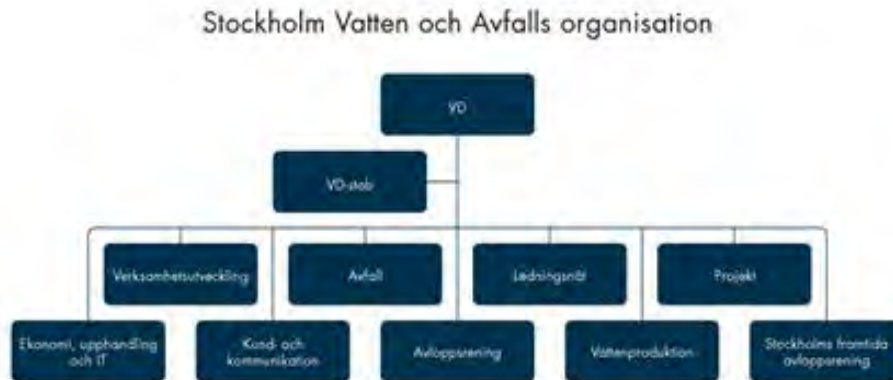 Stockholm Vatten och Avfalls organisation
VD
VD-stab
Verksamhetsutveckling
Avfall
Ledningsnät
Projekt
Ekonomi, upphandling
och IT
Kund- och
kommunikation
Avloppsrening
Vattenproduktion
Stockholms framtida
avloppsrening